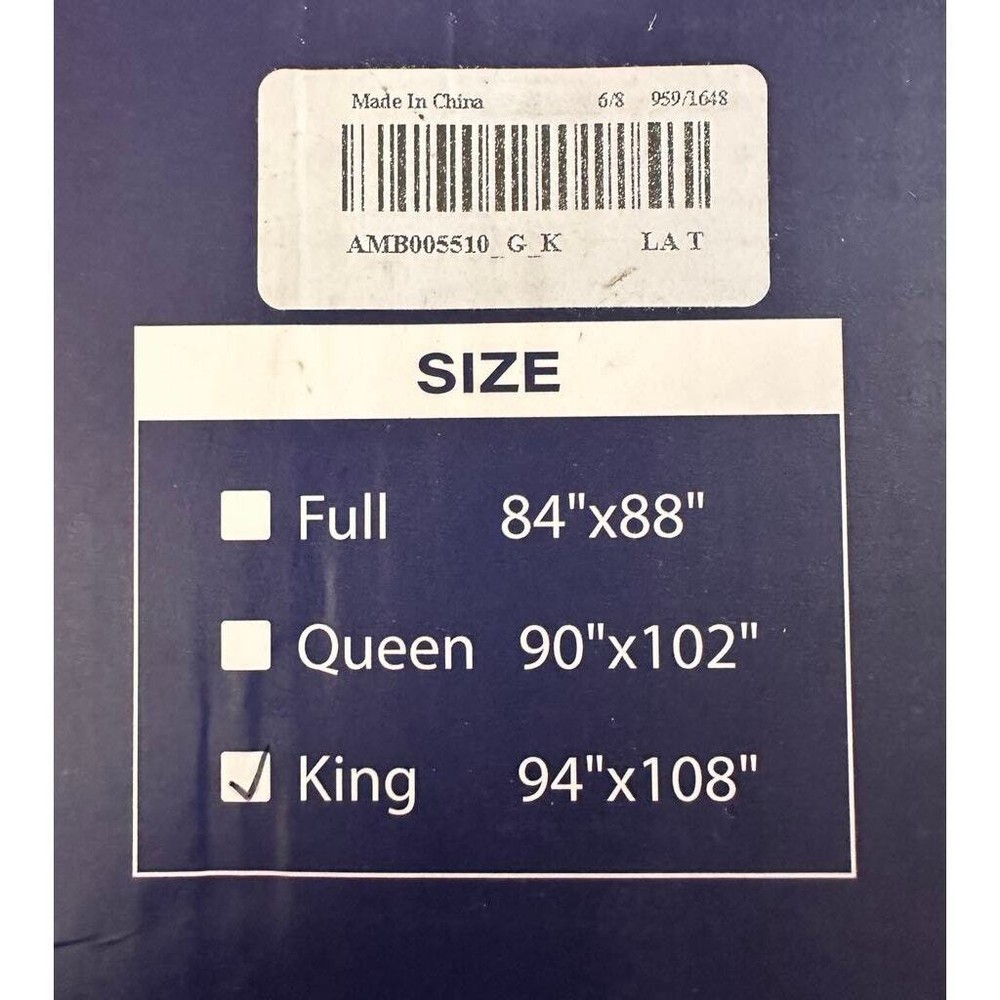 Made In China 6/8 959/1648
AMB005510_G_K LA T
SIZE
Full 84"x88"
Queen 90"x102"
King 94"x108"